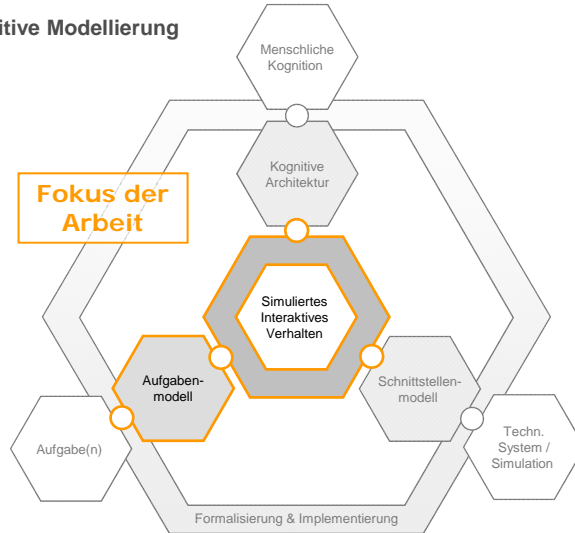 itive Modellierung
Menschliche
Kognition
Kognitive
Architektur
Fokus der
Arbeit
Simuliertes
Interaktives
Verhalten
Aufgaben-
modell
Schnittstellen-
modell
Aufgabe(n)
Techn.
System /
Simulation
Formalisierung & Implementierung